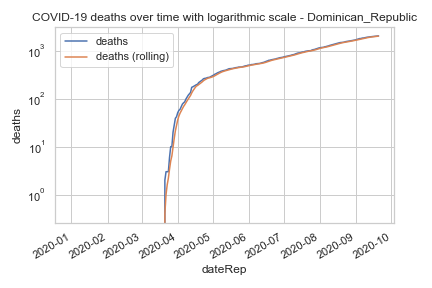 COVID-19 deaths over time with logarithmic scale - Dominican_Republic
deaths
deaths (rolling)
10³
10²
10¹
10⁰
deaths
2020-01
2020-02
2020-03
2020-04
2020-05
2020-06
2020-07
2020-08
2020-09
2020-10
dateRep